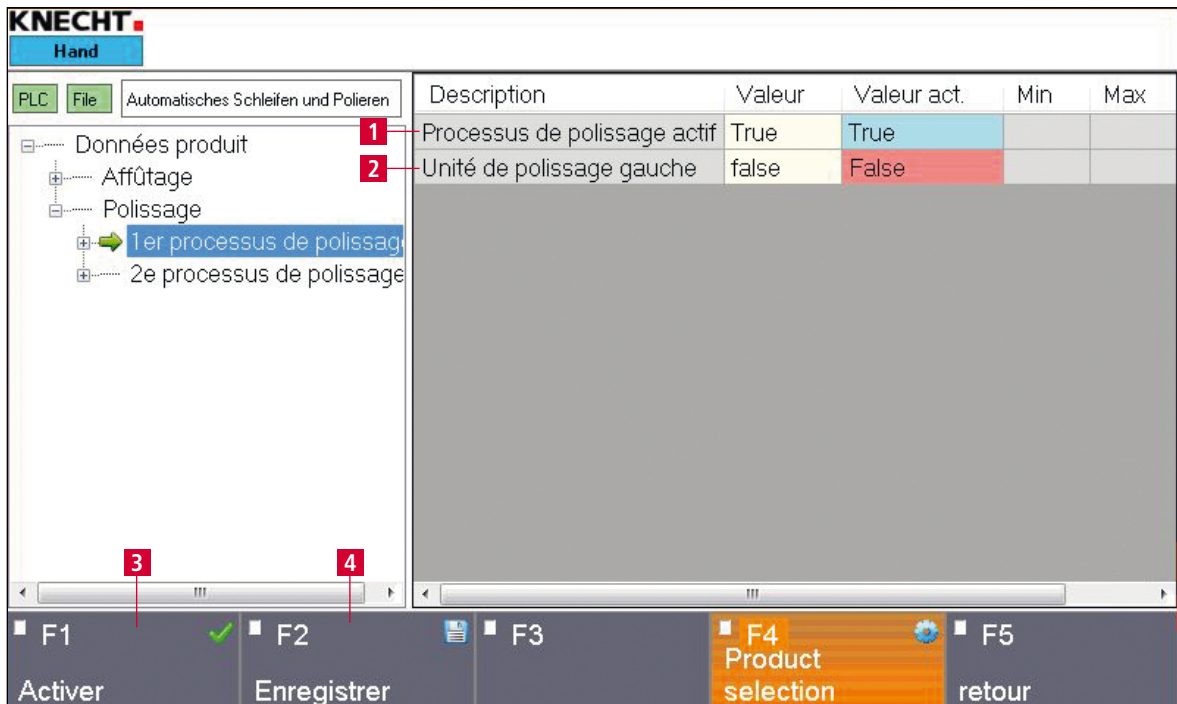 KNECHT
Hand
PLC File Automatisches Schleifen und Polieren
Données produit
Affûtage
Polissage
1er processus de polissag
2e processus de polissage
Description Valeur Valeur act. Min Max
1 Processus de polissage actif True True
2 Unité de polissage gauche false False
3 4
F1 F2 F3 F4 F5
Activer Enregistrer Product selection retour